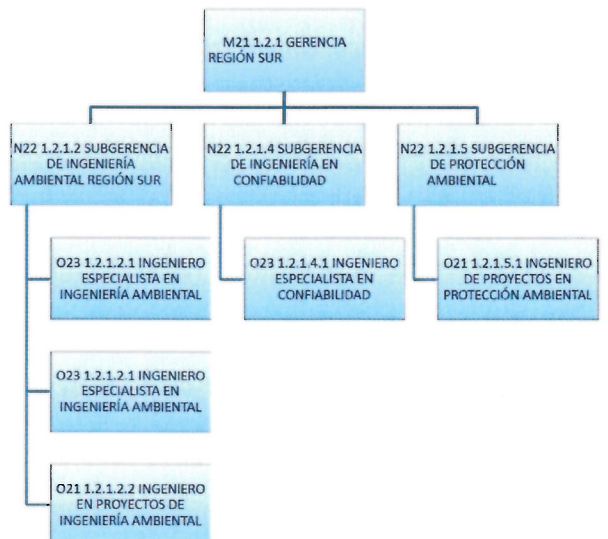 M21 1.2.1 GERENCIA
REGIÓN SUR
N22 1.2.1.2 SUBGERENCIA
DE INGENIERÍA
AMBIENTAL REGIÓN SUR
N22 1.2.1.4 SUBGERENCIA
DE INGENIERÍA EN
CONFIABILIDAD
N22 1.2.1.5 SUBGERENCIA
DE PROTECCIÓN
AMBIENTAL
O23 1.2.1.2.1 INGENIERO
ESPECIALISTA EN
INGENIERÍA AMBIENTAL
O23 1.2.1.4.1 INGENIERO
ESPECIALISTA EN
CONFIABILIDAD
O21 1.2.1.5.1 INGENIERO
DE PROYECTOS EN
PROTECCIÓN AMBIENTAL
O23 1.2.1.2.1 INGENIERO
ESPECIALISTA EN
INGENIERÍA AMBIENTAL
O21 1.2.1.2.2 INGENIERO
EN PROYECTOS DE
INGENIERÍA AMBIENTAL